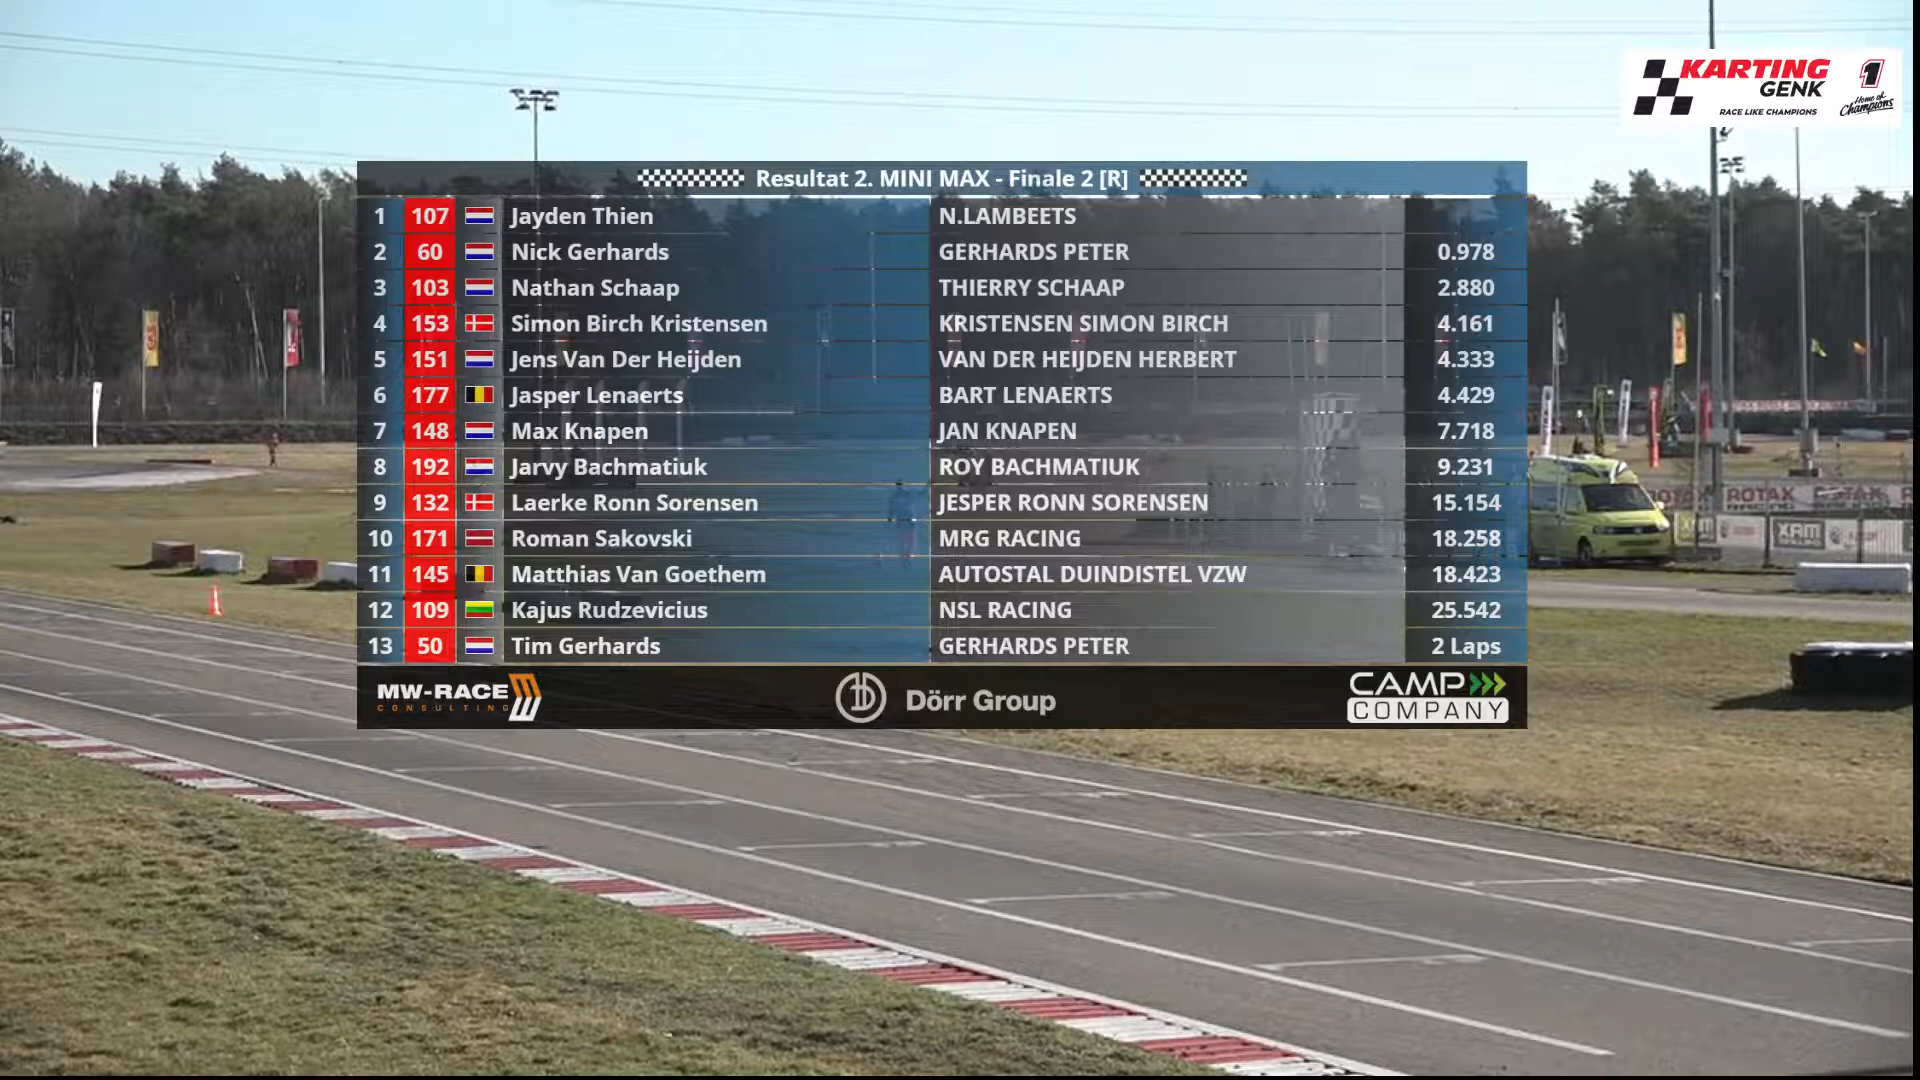 KARTING
GENK
RACE LIKE CHAMPIONS
1
Home of
Champions
Resultat 2. MINI MAX - Finale 2 [R]
1 107 Jayden Thien N.LAMBEETS
2 60 Nick Gerhards GERHARDS PETER 0.978
3 103 Nathan Schaap THIERRY SCHAAP 2.880
4 153 Simon Birch Kristensen KRISTENSEN SIMON BIRCH 4.161
5 151 Jens Van Der Heijden VAN DER HEIJDEN HERBERT 4.333
6 177 Jasper Lenaerts BART LENAERTS 4.429
7 148 Max Knapen JAN KNAPEN 7.718
8 192 Jarvy Bachmatiuk ROY BACHMATIUK 9.231
9 132 Laerke Ronn Sorensen JESPER RONN SORENSEN 15.154
10 171 Roman Sakovski MRG RACING 18.258
11 145 Matthias Van Goethem AUTOSTAL DUINDISTEL VZW 18.423
12 109 Kajus Rudzevicius NSL RACING 25.542
13 50 Tim Gerhards GERHARDS PETER 2 Laps
ROTAX ROTAX
XRM
MW-RACE
CONSULTING
Dörr Group
CAMP
COMPANY